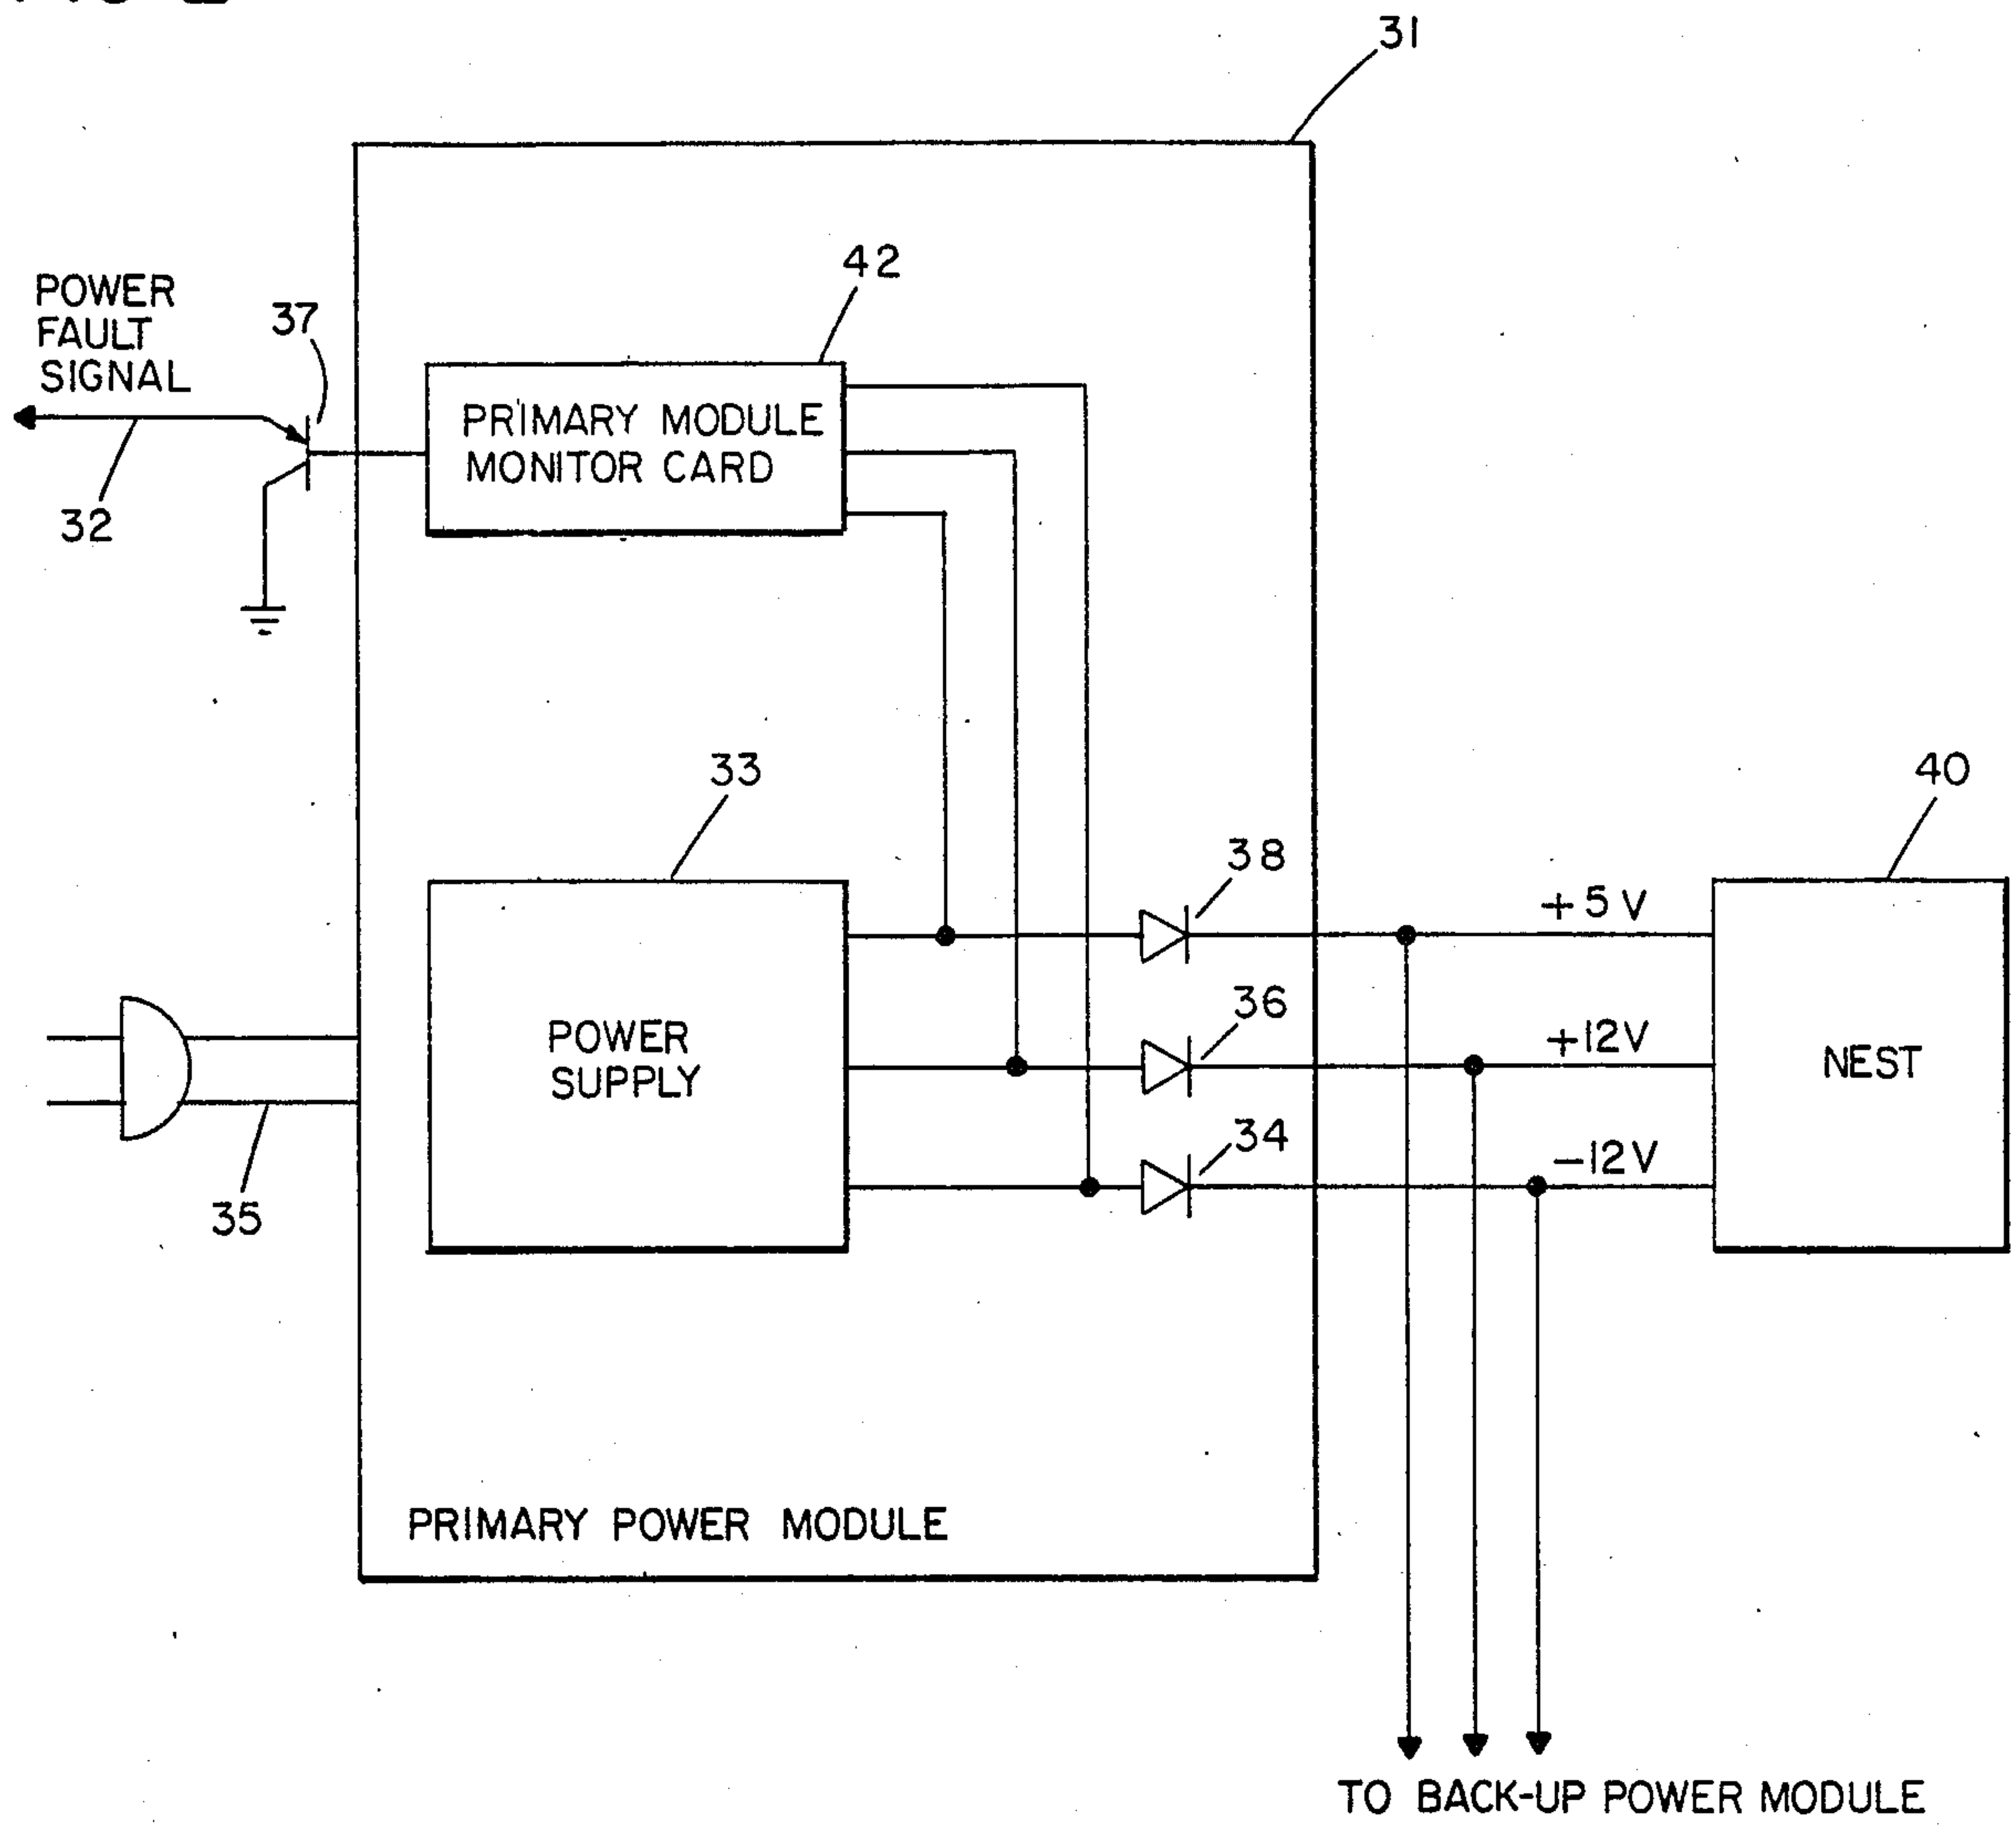 31
42
POWER
FAULT
SIGNAL
37
PRIMARY MODULE
MONITOR CARD
32
33
40
38
+5V
36
+12V
POWER
SUPPLY
NEST
34
-12V
35
PRIMARY POWER MODULE
TO BACK-UP POWER MODULE